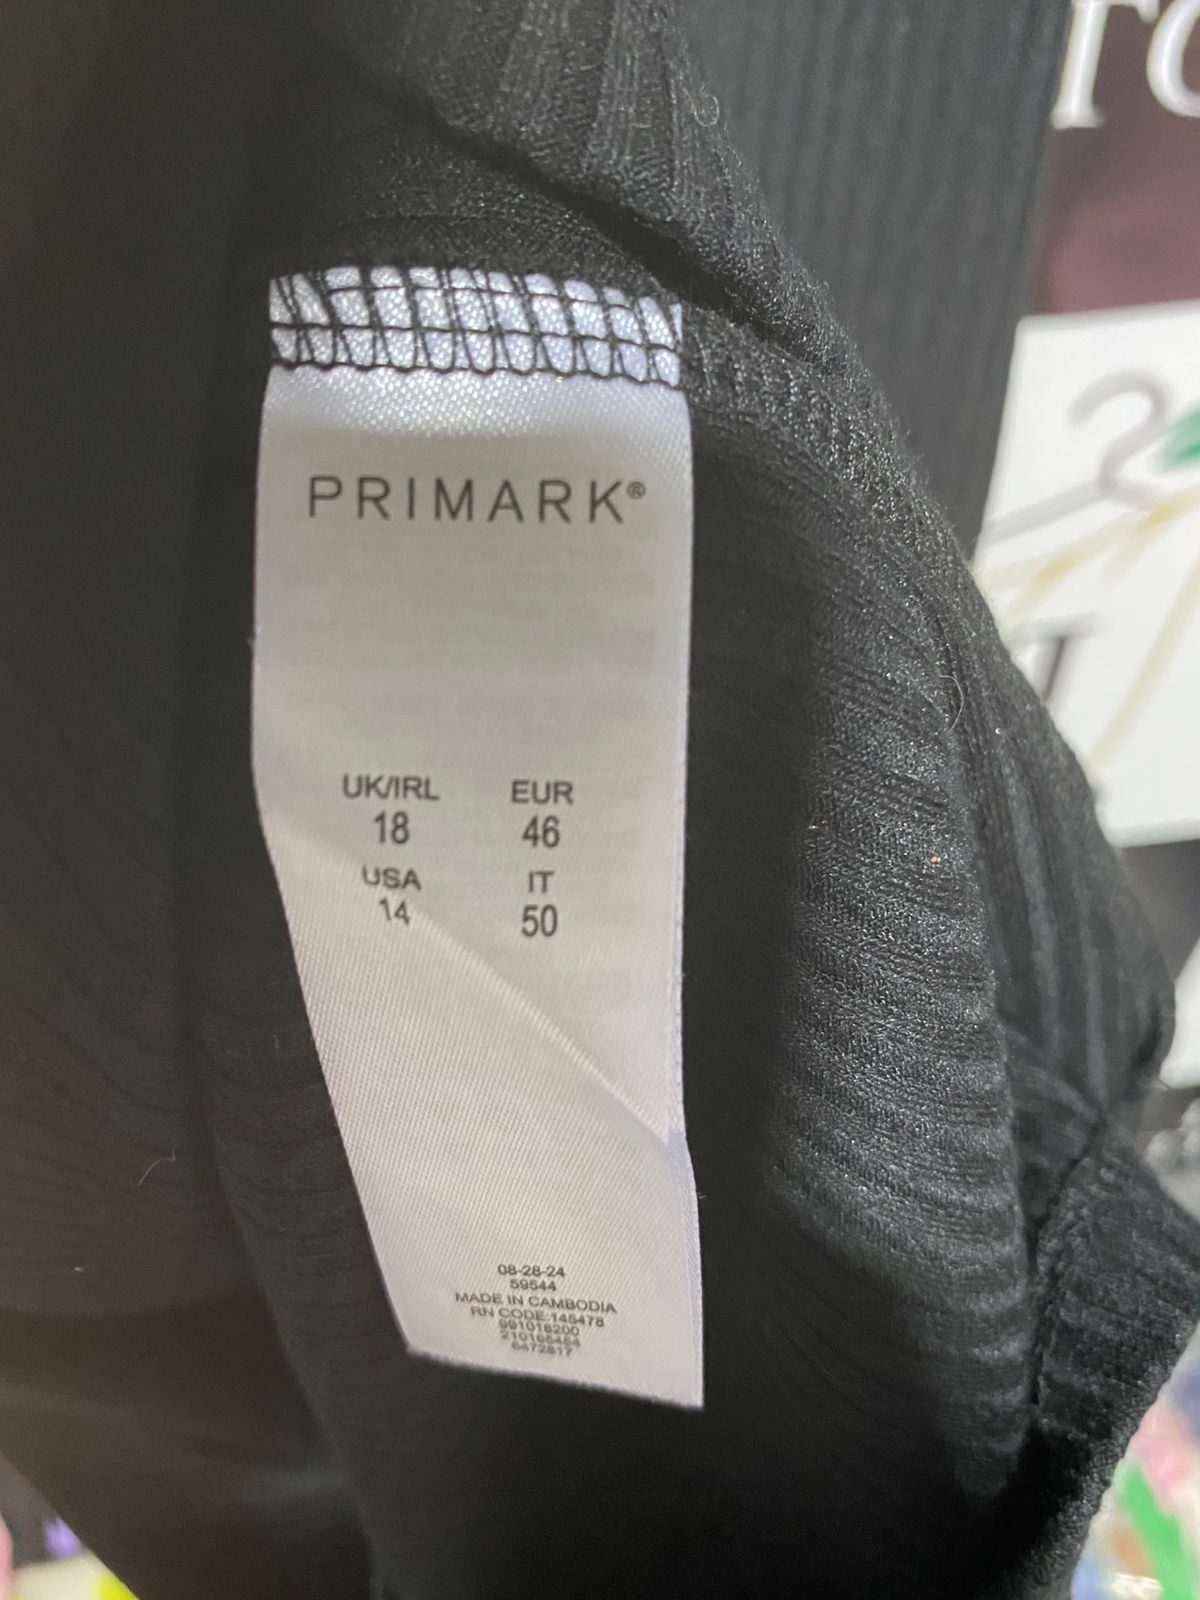 PRIMARK®
UK/IRL EUR
18 46
USA IT
14 50
08-28-24
59544
MADE IN CAMBODIA
RN CODE:145478
991018200